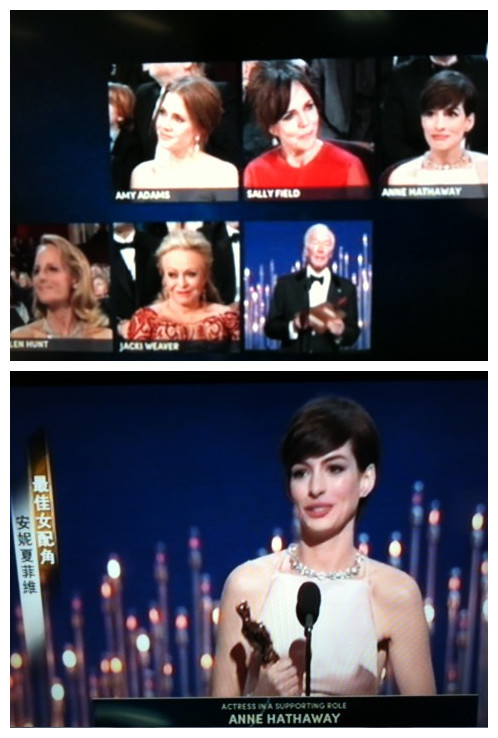 AMY ADAMS
SALLY FIELD
ANNE HATHAWAY
LEN HUNT
JACKI WEAVER
最佳女配角
安妮夏菲維
ACTRESS IN A SUPPORTING ROLE
ANNE HATHAWAY